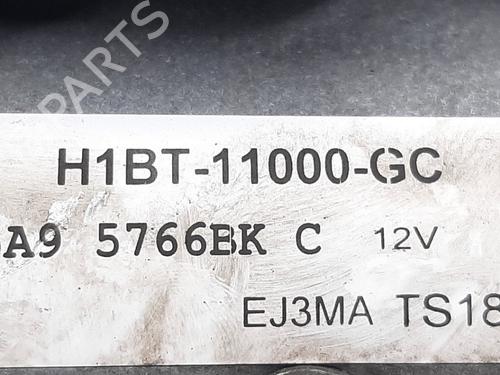 PARTS
H1BT-11000-GC
A9 5766BK C 12V
EJ3MA TS18